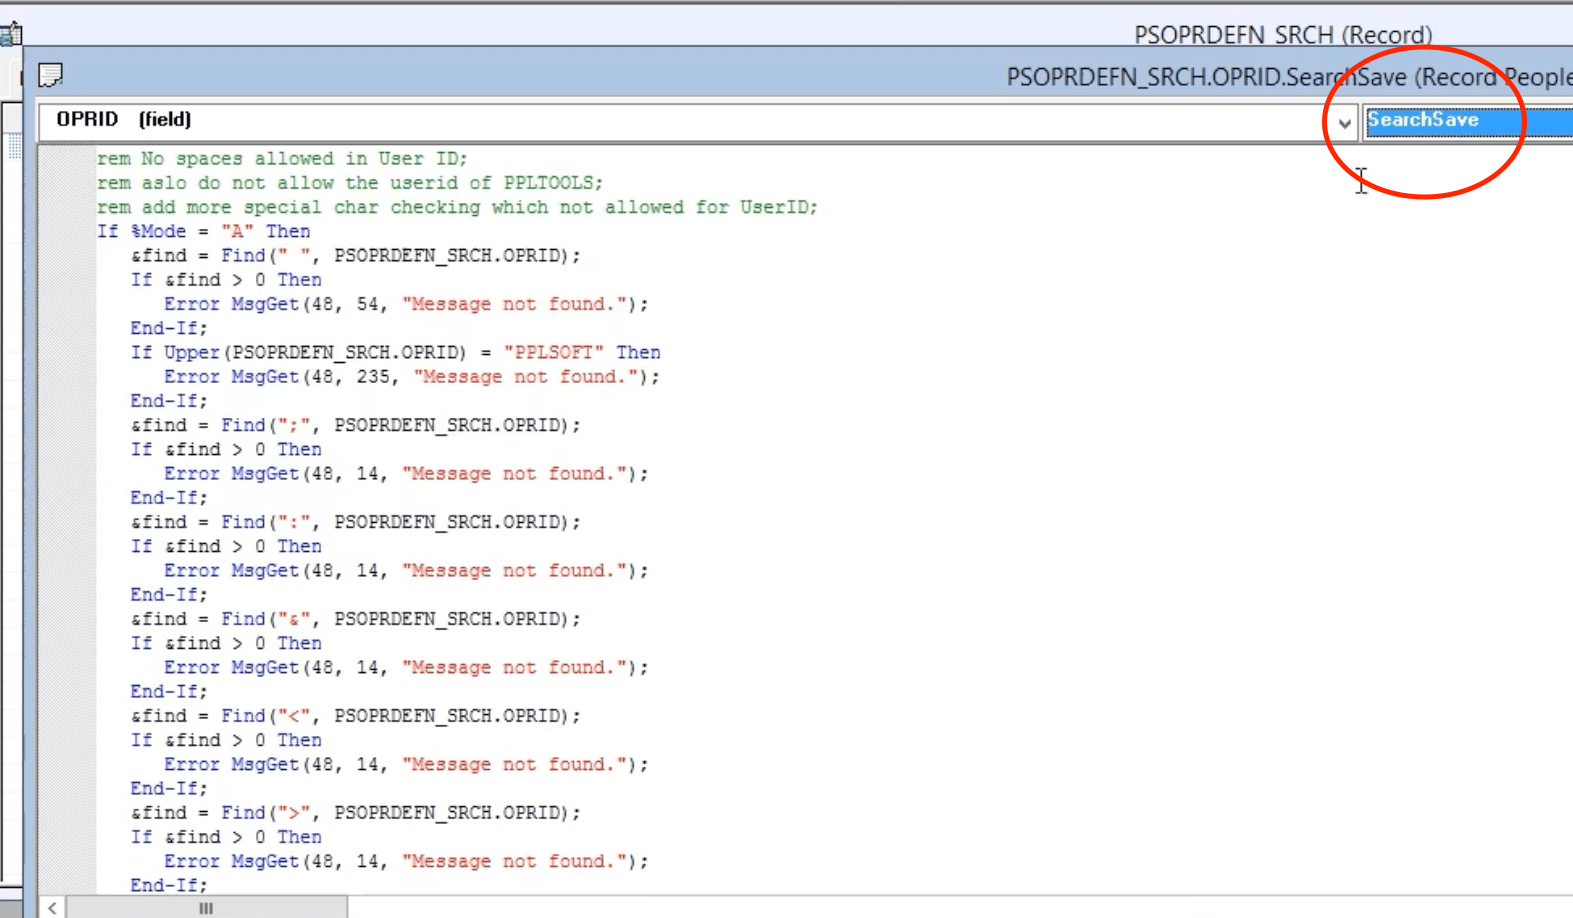 PSOPRDEFN_SRCH (Record)
PSOPRDEFN_SRCH.OPRID.SearchSave (Record People
OPRID (field)
SearchSave
rem No spaces allowed in User ID;
rem aslo do not allow the userid of PPLTOOLS;
rem add more special char checking which not allowed for UserID;
If %Mode = "A" Then
&find = Find(" ", PSOPRDEFN_SRCH.OPRID);
If &find > 0 Then
Error MsgGet(48, 54, "Message not found.");
End-If;
If Upper(PSOPRDEFN_SRCH.OPRID) = "PPLSOFT" Then
Error MsgGet(48, 235, "Message not found.");
End-If;
&find = Find(";", PSOPRDEFN_SRCH.OPRID);
If &find > 0 Then
Error MsgGet(48, 14, "Message not found.");
End-If;
&find = Find(":", PSOPRDEFN_SRCH.OPRID);
If &find > 0 Then
Error MsgGet(48, 14, "Message not found.");
End-If;
&find = Find("&", PSOPRDEFN_SRCH.OPRID);
If &find > 0 Then
Error MsgGet(48, 14, "Message not found.");
End-If;
&find = Find("<", PSOPRDEFN_SRCH.OPRID);
If &find > 0 Then
Error MsgGet(48, 14, "Message not found.");
End-If;
&find = Find(">", PSOPRDEFN_SRCH.OPRID);
If &find > 0 Then
Error MsgGet(48, 14, "Message not found.");
End-If;